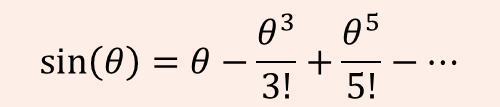 sin(θ) = θ − θ³/3! + θ⁵/5! − ⋯